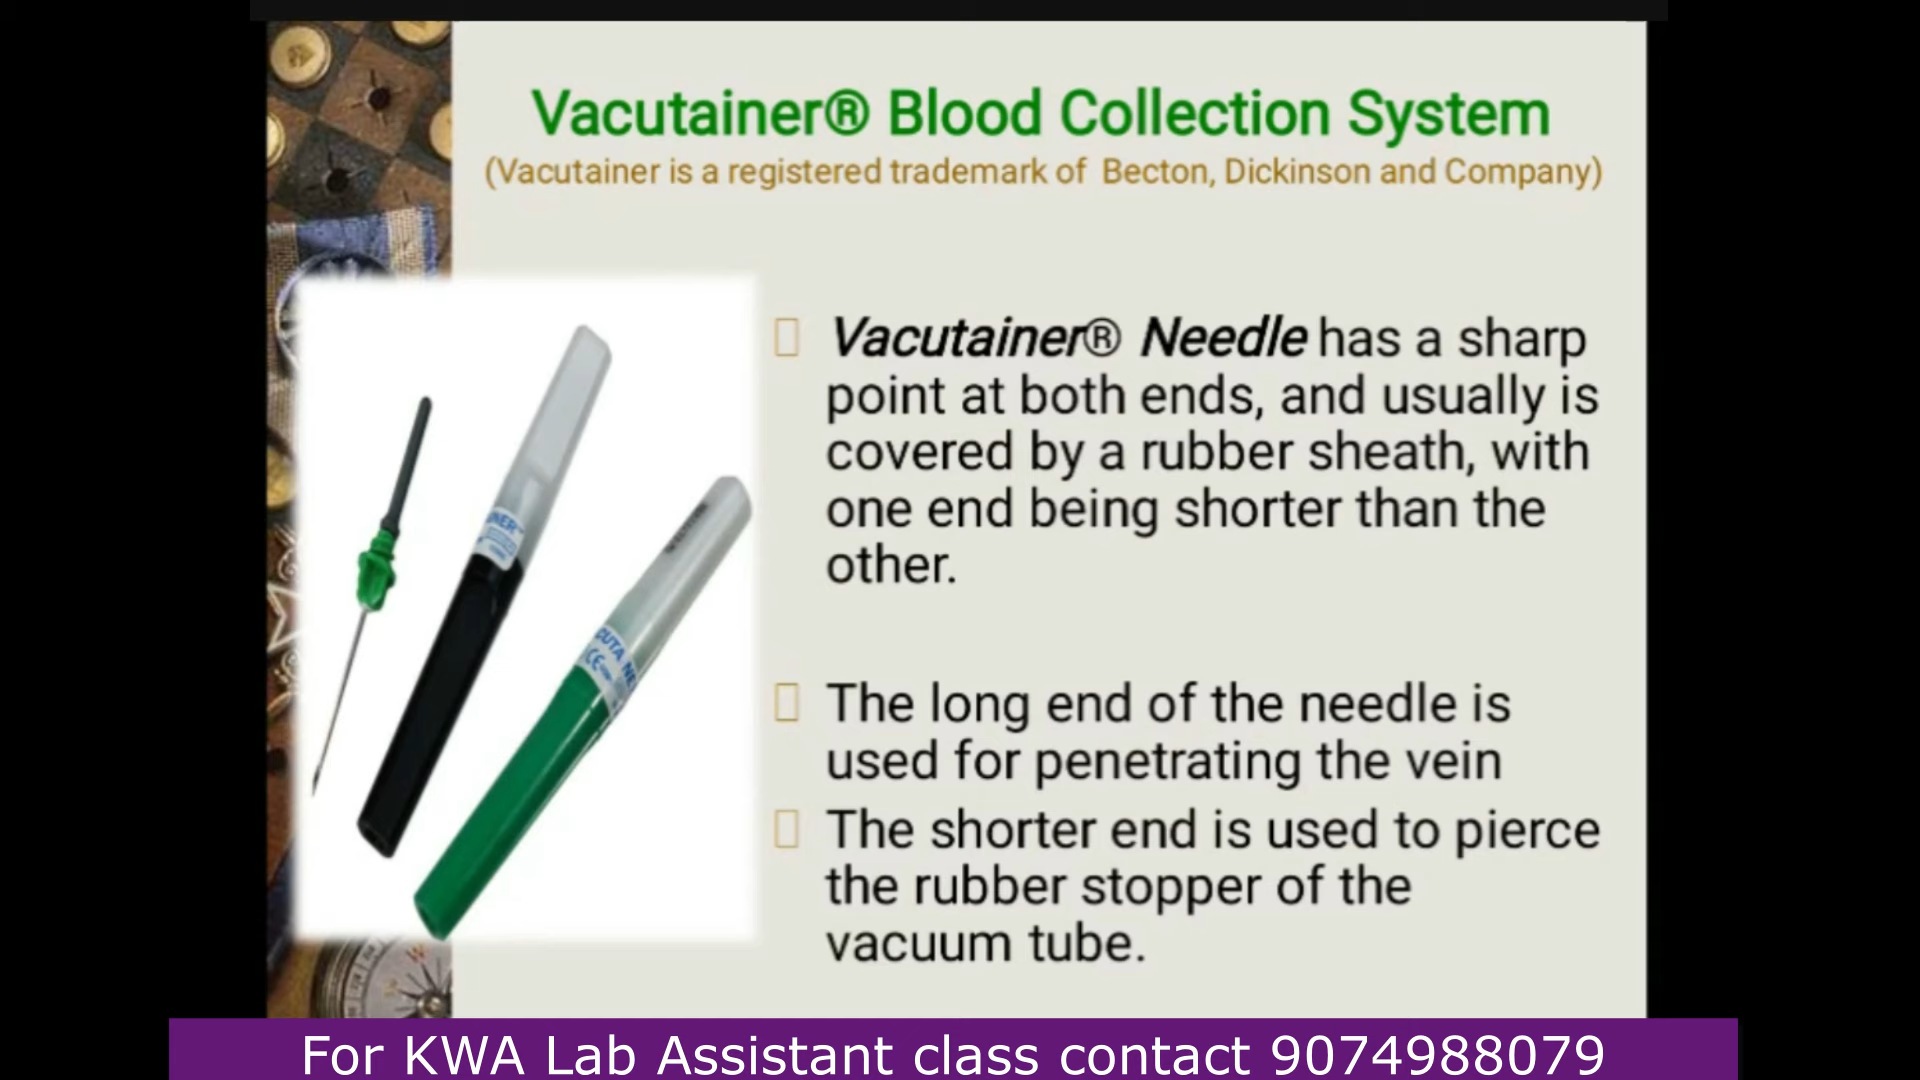 Vacutainer® Blood Collection System
(Vacutainer is a registered trademark of Becton, Dickinson and Company)
Vacutainer® Needle has a sharp
point at both ends, and usually is
covered by a rubber sheath, with
one end being shorter than the
other.
The long end of the needle is
used for penetrating the vein
The shorter end is used to pierce
the rubber stopper of the
vacuum tube.
For KWA Lab Assistant class contact 9074988079